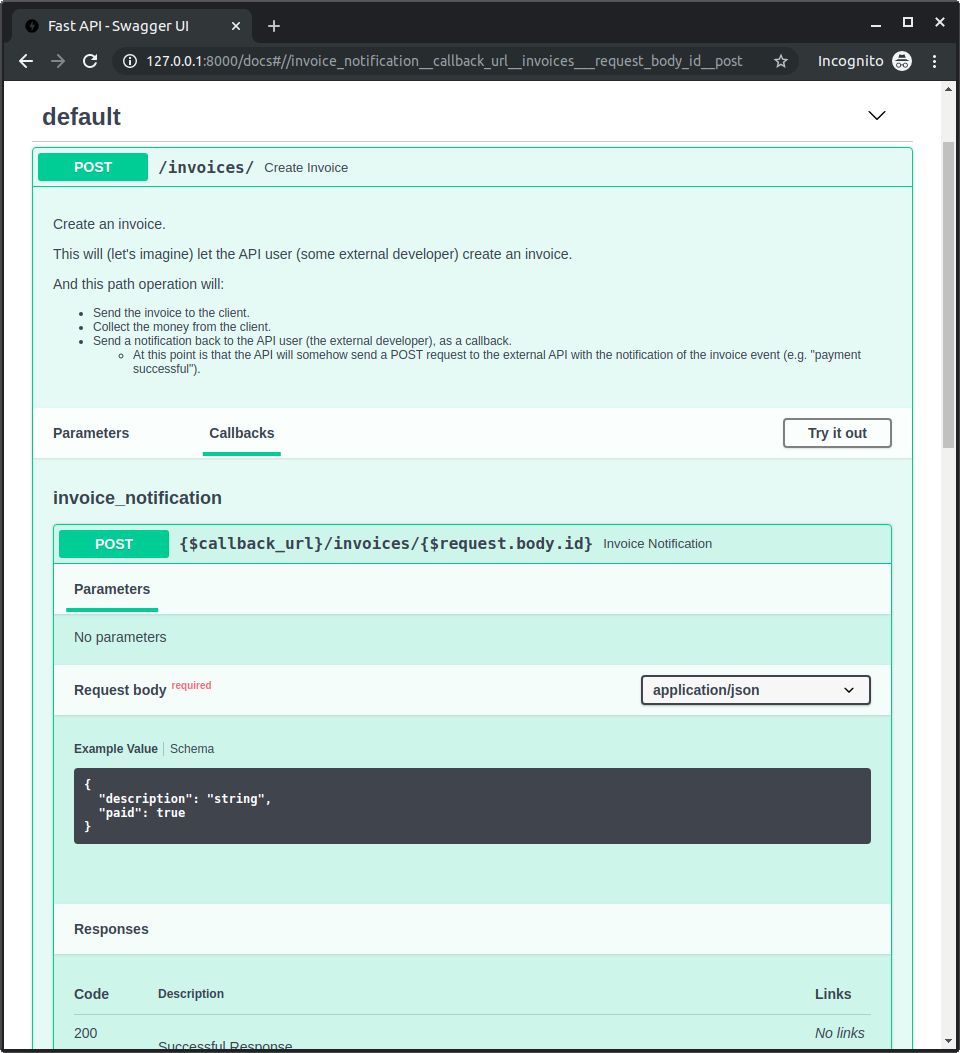 Fast API - Swagger UI
127.0.0.1:8000/docs#//invoice_notification__callback_url__invoices___request_body_id__post
Incognito
default
POST /invoices/ Create Invoice
Create an invoice.
This will (let's imagine) let the API user (some external developer) create an invoice.
And this path operation will:
Send the invoice to the client.
Collect the money from the client.
Send a notification back to the API user (the external developer), as a callback.
At this point is that the API will somehow send a POST request to the external API with the notification of the invoice event (e.g. "payment
successful").
Parameters Callbacks Try it out
invoice_notification
POST {$callback_url}/invoices/{$request.body.id} Invoice Notification
Parameters
No parameters
Request body required application/json
Example Value Schema
{
"description": "string",
"paid": true
}
Responses
Code Description Links
200 No links
Successful Response